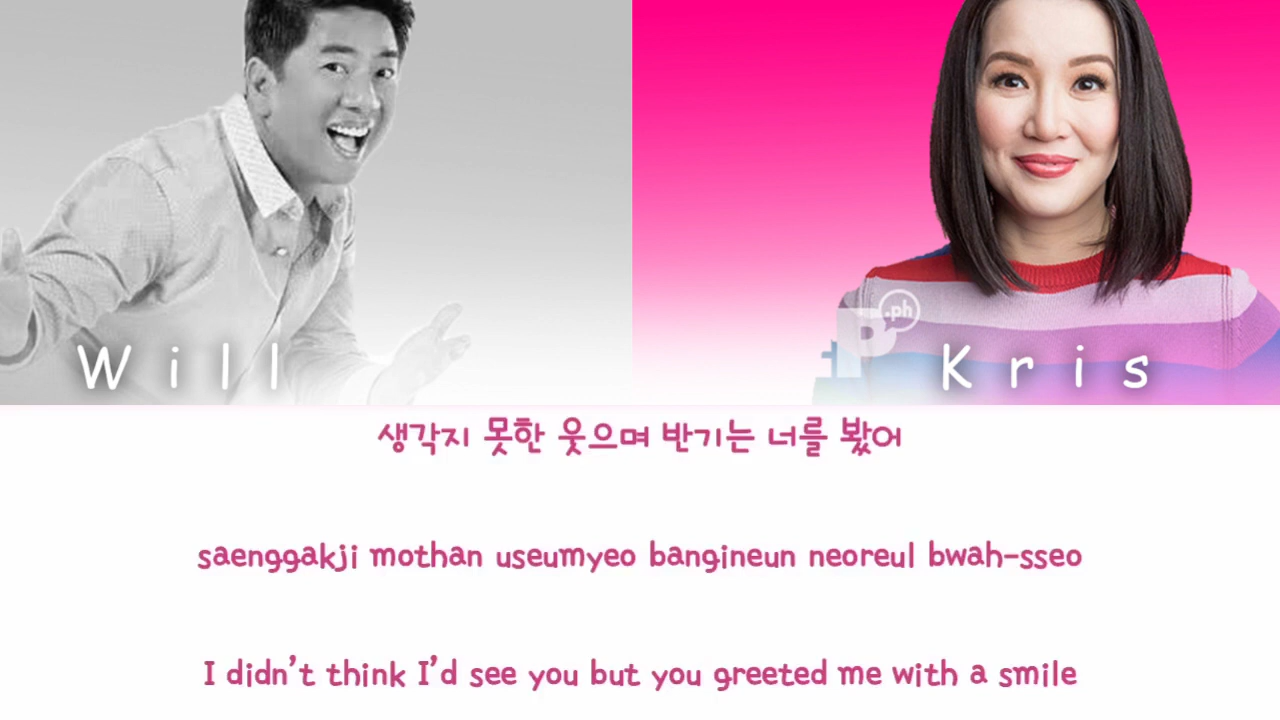 .ph
Will
Kris
생각지 못한 웃으며 반기는 너를 봤어
saenggakji mothan useumyeo bangineun neoreul bwah-sseo
I didn't think I'd see you but you greeted me with a smile